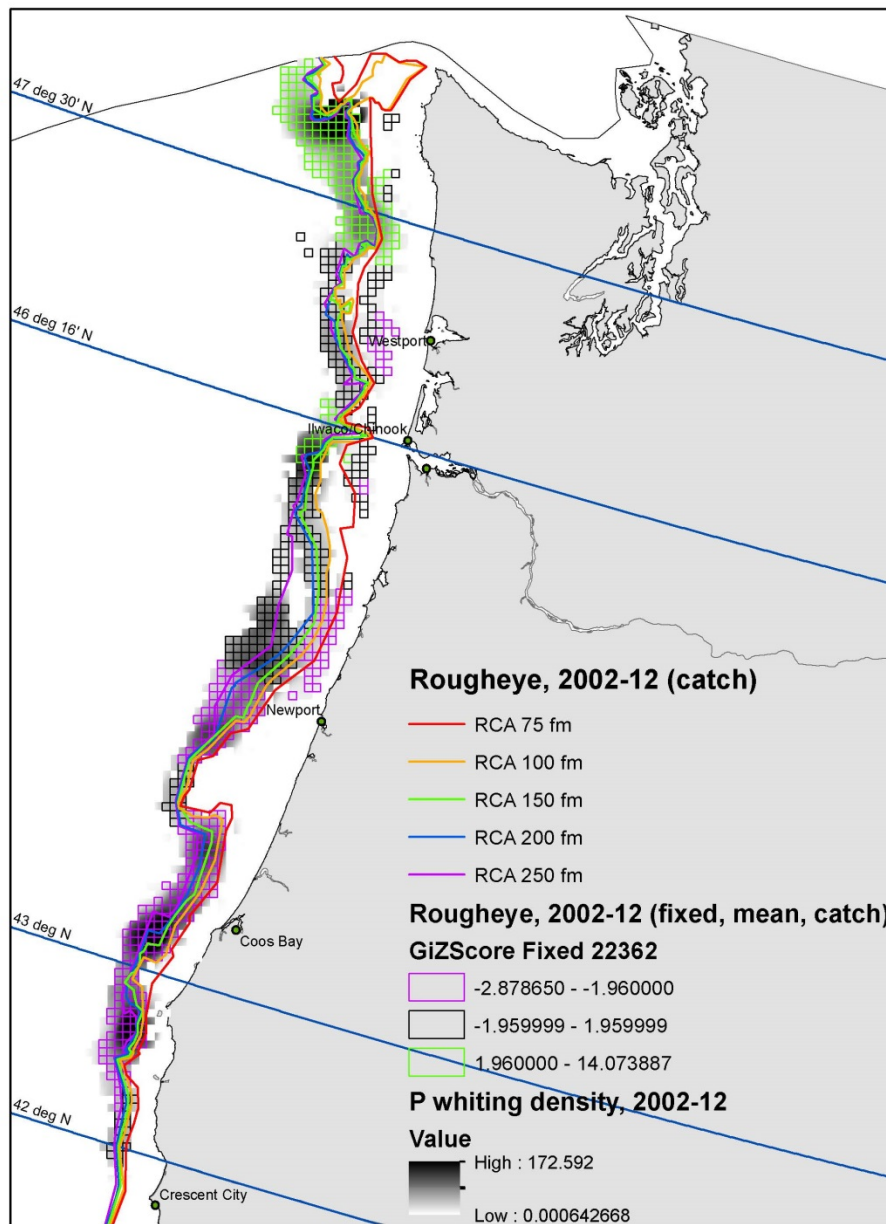 47 deg 30' N
46 deg 16' N
Westport
Ilwaco/Chinook
Rougheye, 2002-12 (catch)
RCA 75 fm
Newport
RCA 100 fm
RCA 150 fm
RCA 200 fm
RCA 250 fm
43 deg N
Coos Bay
Rougheye, 2002-12 (fixed, mean, catch)
GiZScore Fixed 22362
-2.878650 - -1.960000
-1.959999 - 1.959999
1.960000 - 14.073887
42 deg N
P whiting density, 2002-12
Value
High : 172.592
Crescent City
Low : 0.000642668